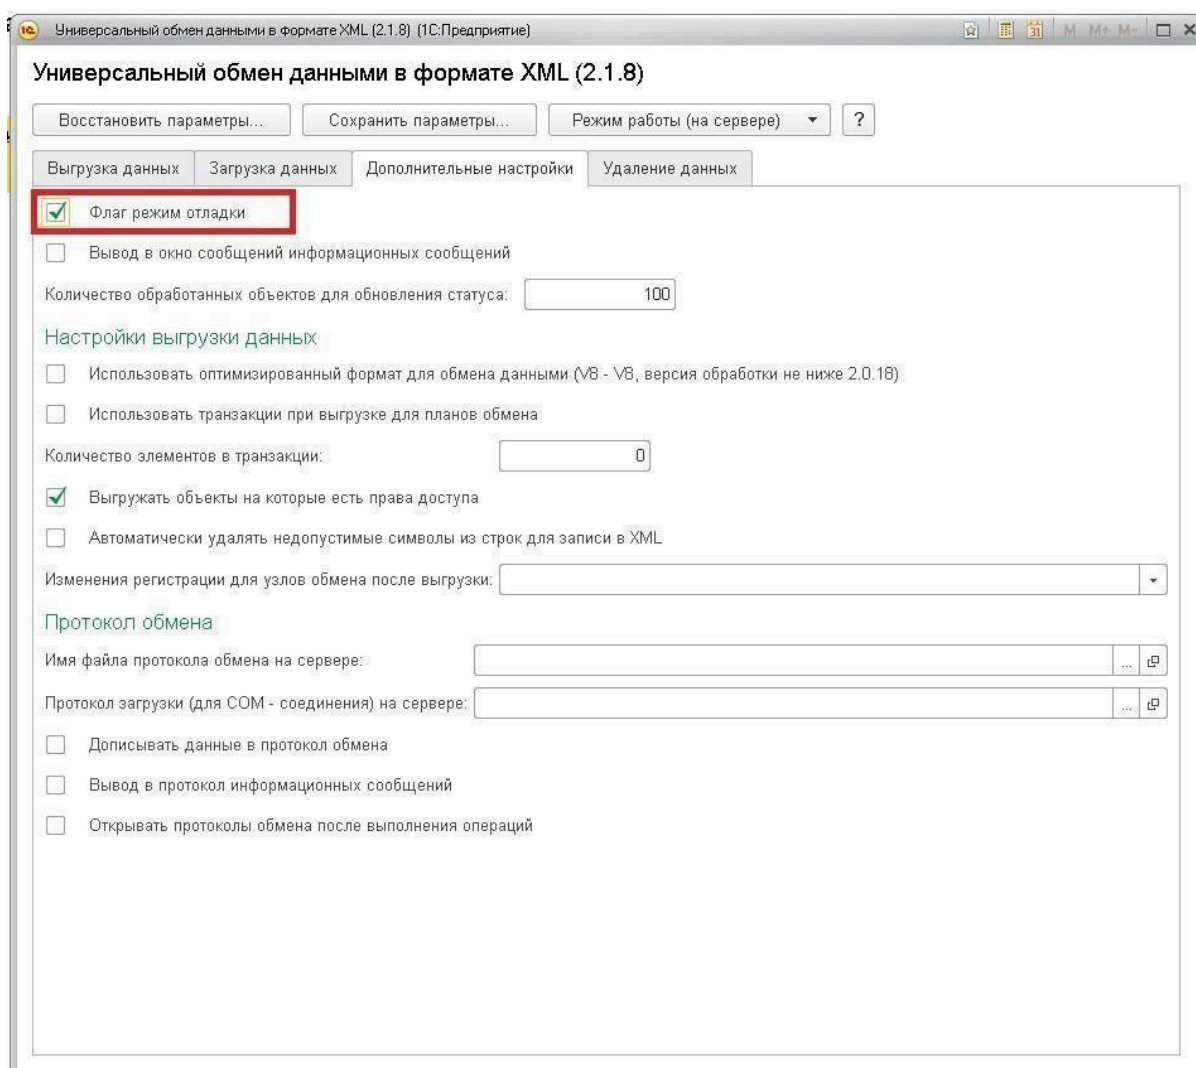 Универсальный обмен данными в формате XML (2.1.8) (1С:Предприятие)
M M+ M-
Универсальный обмен данными в формате XML (2.1.8)
Восстановить параметры... Сохранить параметры... Режим работы (на сервере) ?
Выгрузка данных Загрузка данных Дополнительные настройки Удаление данных
Флаг режим отладки
Вывод в окно сообщений информационных сообщений
Количество обработанных объектов для обновления статуса: 100
Настройки выгрузки данных
Использовать оптимизированный формат для обмена данными (V8 - V8, версия обработки не ниже 2.0.18)
Использовать транзакции при выгрузке для планов обмена
Количество элементов в транзакции: 0
Выгружать объекты на которые есть права доступа
Автоматически удалять недопустимые символы из строк для записи в XML
Изменения регистрации для узлов обмена после выгрузки:
Протокол обмена
Имя файла протокола обмена на сервере: ...
Протокол загрузки (для COM - соединения) на сервере: ...
Дописывать данные в протокол обмена
Вывод в протокол информационных сообщений
Открывать протоколы обмена после выполнения операций